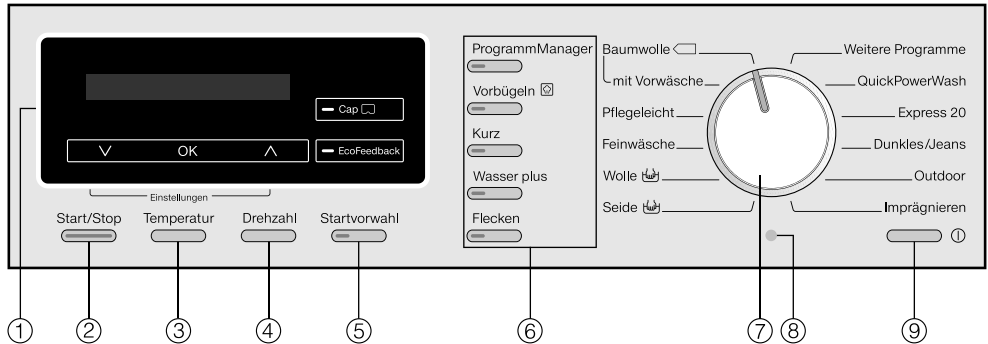 Cap
OK
EcoFeedback
Einstellungen
Start/Stop
Temperatur
Drehzahl
Startvorwahl
ProgrammManager
Vorbügeln
Kurz
Wasser plus
Flecken
Baumwolle
mit Vorwäsche
Pflegeleicht
Feinwäsche
Wolle
Seide
Weitere Programme
QuickPowerWash
Express 20
Dunkles/Jeans
Outdoor
Imprägnieren
①
②
③
④
⑤
⑥
⑦
⑧
⑨